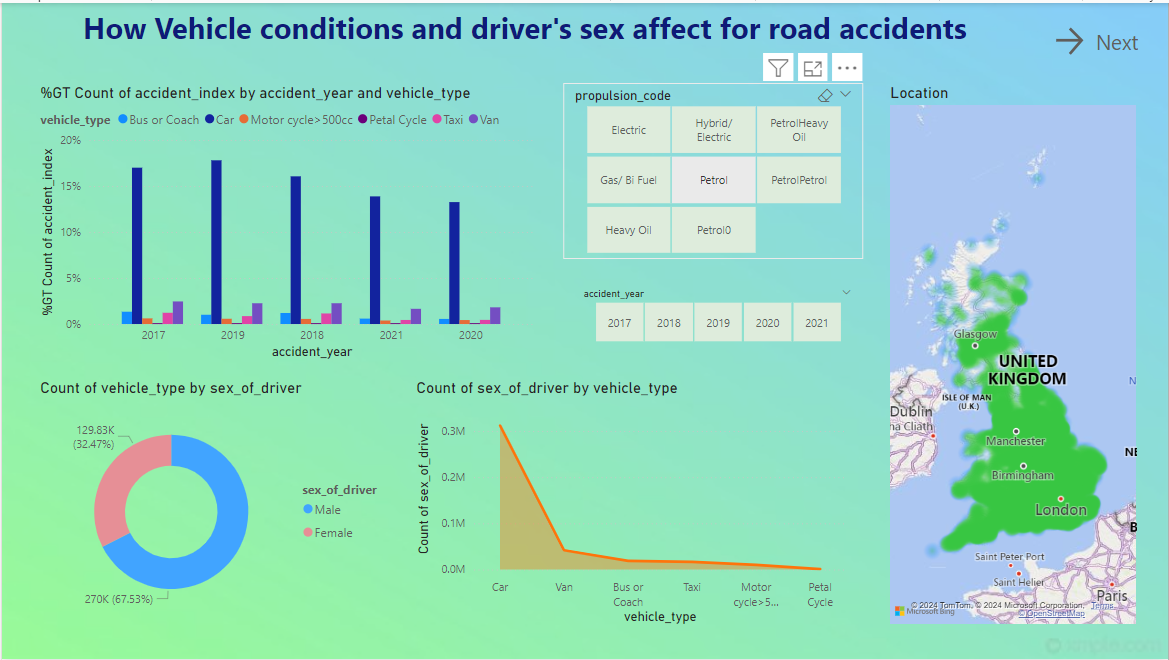 How Vehicle conditions and driver's sex affect for road accidents
Next
%GT Count of accident_index by accident_year and vehicle_type
vehicle_type Bus or Coach Car Motor cycle>500cc Petal Cycle Taxi Van
%GT Count of accident_index
20%
15%
10%
5%
0%
2017 2019 2018 2021 2020
accident_year
propulsion_code
Electric
Hybrid/
Electric
PetrolHeavy
Oil
Gas/ Bi Fuel
Petrol
PetrolPetrol
Heavy Oil
Petrol0
accident_year
2017 2018 2019 2020 2021
Count of vehicle_type by sex_of_driver
129.83K
(32.47%)
270K (67.53%)
sex_of_driver
Male
Female
Count of sex_of_driver by vehicle_type
Count of sex_of_driver
0.3M
0.2M
0.1M
0.0M
Car
Van
Bus or
Coach
Taxi
Motor
cycle>5...
Petal
Cycle
vehicle_type
Location
Glasgow
UNITED
KINGDOM
N
ISLE OF MAN
(U.K.)
Dublin
na Cliath
Manchester
NE
Birmingham
London
B
Saint Peter Port
Saint Helier
Paris
© 2024 TomTom, © 2024 Microsoft Corporation, Terms
Microsoft Bing
© OpenStreetMap